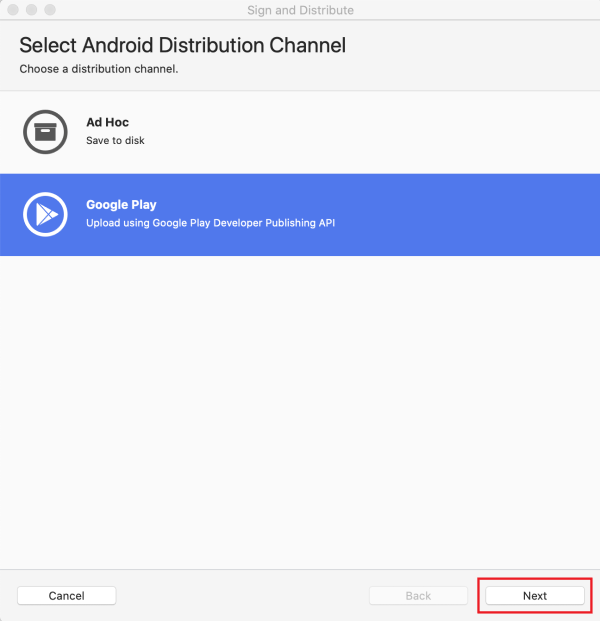 Sign and Distribute
Select Android Distribution Channel
Choose a distribution channel.
Ad Hoc
Save to disk
Google Play
Upload using Google Play Developer Publishing API
Cancel
Back
Next